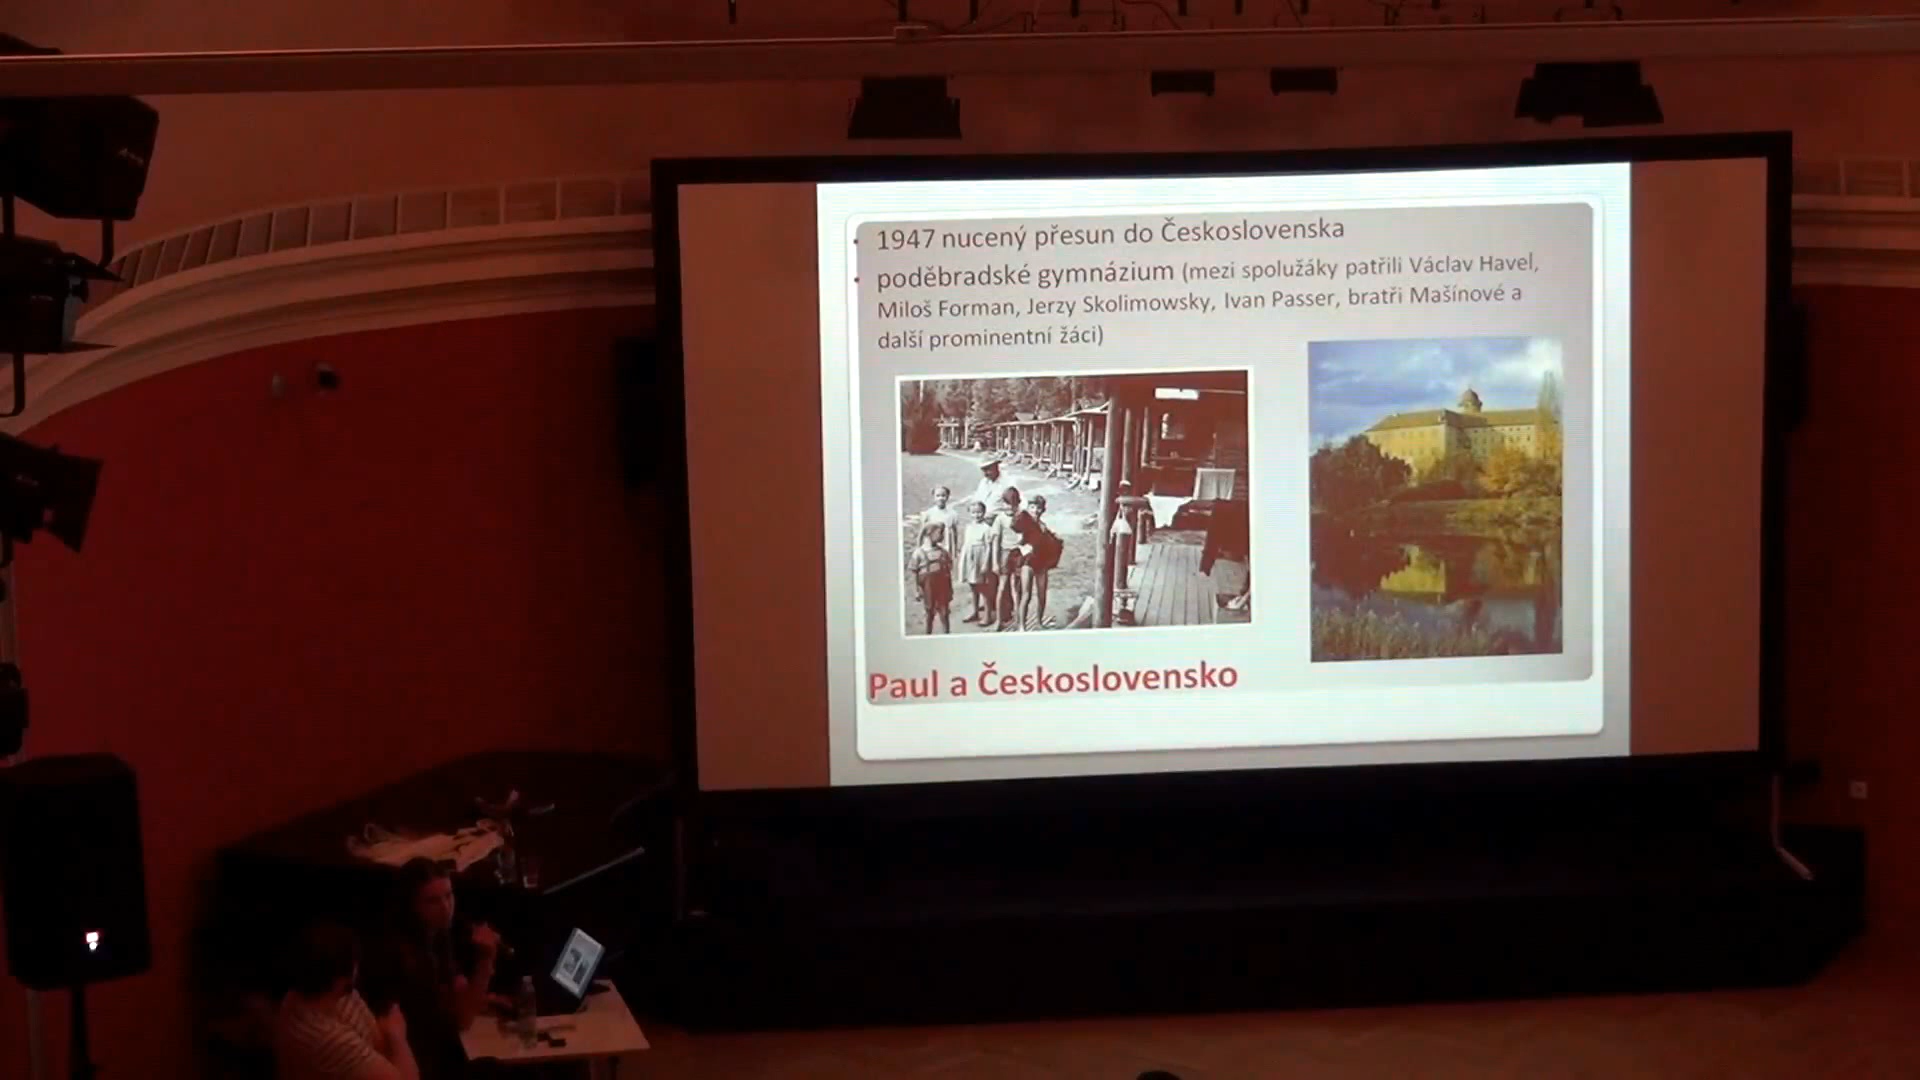 1947 nucený přesun do Československa
poděbradské gymnázium (mezi spolužáky patřili Václav Havel,
Miloš Forman, Jerzy Skolimowsky, Ivan Passer, bratři Mašínové a
další prominentní žáci)
Paul a Československo